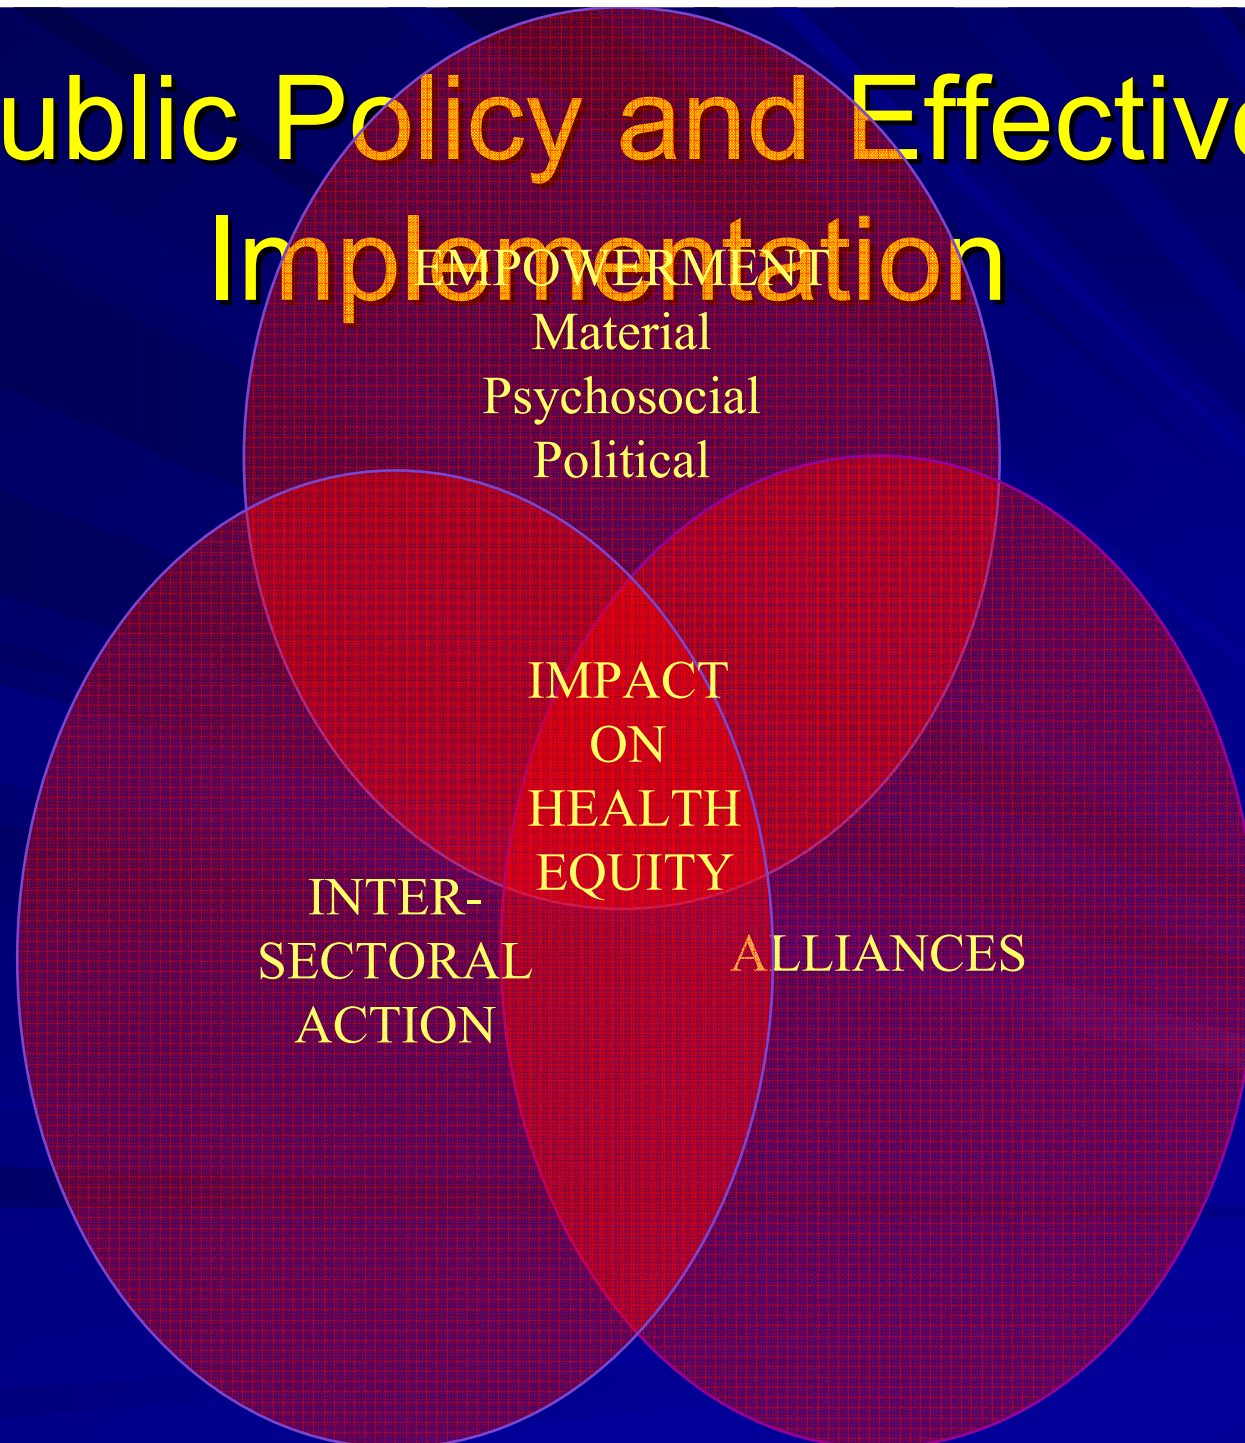 ublic Policy and Effective
Implementation
EMPOWERMENT
Material
Psychosocial
Political
IMPACT
ON
HEALTH
EQUITY
INTER-
SECTORAL
ACTION
ALLIANCES